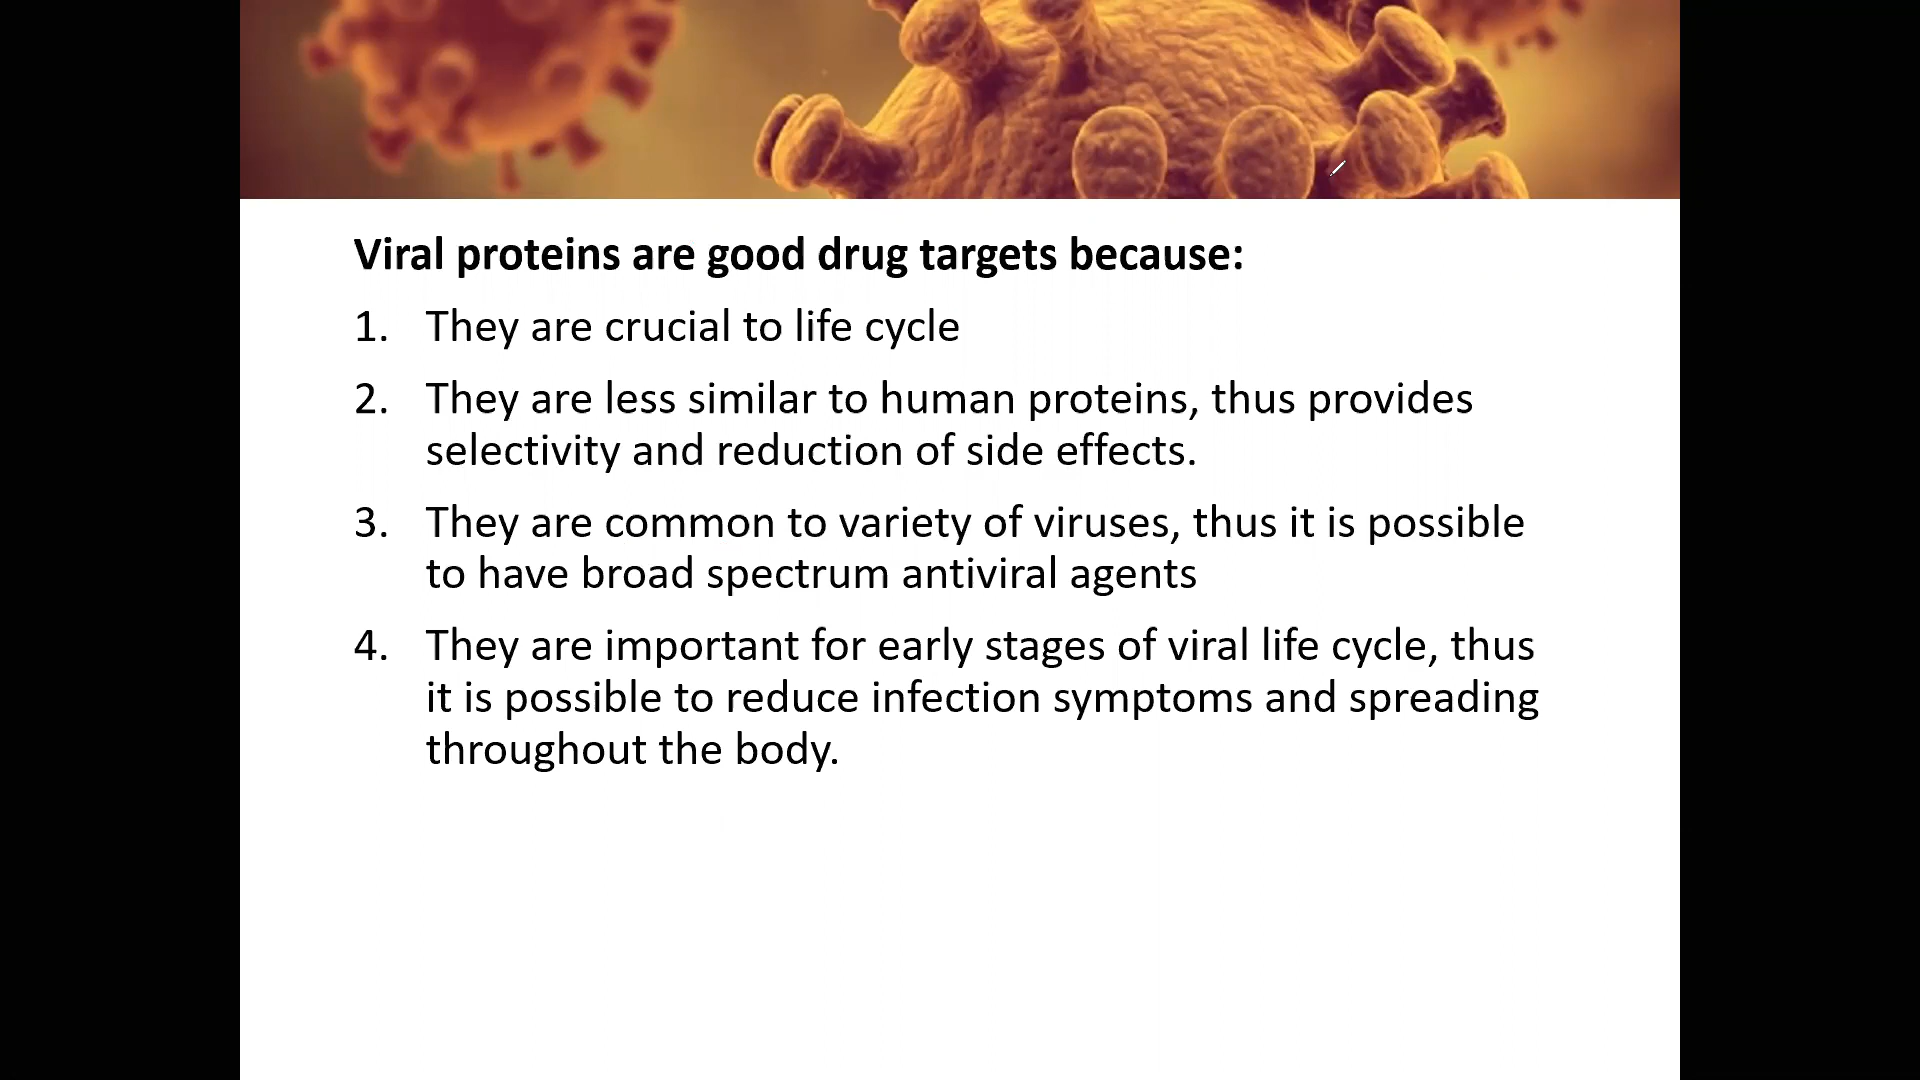 Viral proteins are good drug targets because:
1. They are crucial to life cycle
2. They are less similar to human proteins, thus provides
selectivity and reduction of side effects.
3. They are common to variety of viruses, thus it is possible
to have broad spectrum antiviral agents
4. They are important for early stages of viral life cycle, thus
it is possible to reduce infection symptoms and spreading
throughout the body.